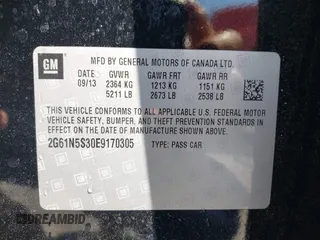 GM
MFD BY GENERAL MOTORS OF CANADA LTD.
DATE GVWR GAWR FRT GAWR RR
09/13 2364 KG 1213 KG 1151 KG
5211 LB 2673 LB 2538 LB
THIS VEHICLE CONFORMS TO ALL APPLICABLE U.S. FEDERAL MOTOR
VEHICLE SAFETY, BUMPER, AND THEFT PREVENTION STANDARDS IN
EFFECT ON THE DATE OF MANUFACTURE SHOWN ABOVE.
2G61N5S30E9170305 TYPE: PASS CAR
CARDIAMBID